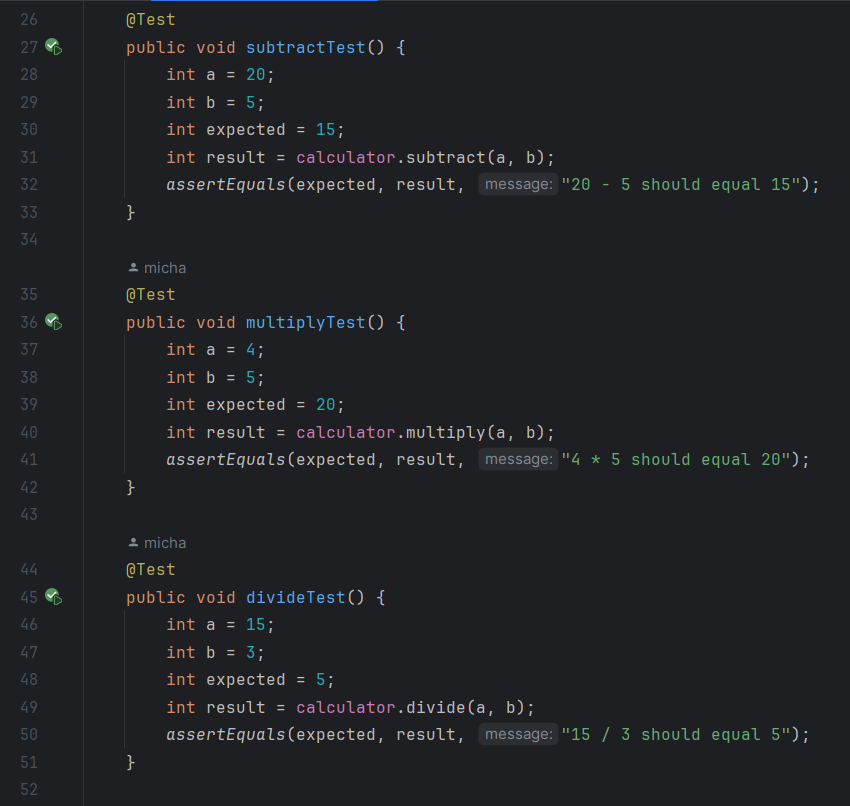 26 @Test
27 public void subtractTest() {
28 int a = 20;
29 int b = 5;
30 int expected = 15;
31 int result = calculator.subtract(a, b);
32 assertEquals(expected, result, message: "20 - 5 should equal 15");
33 }
34
micha
35 @Test
36 public void multiplyTest() {
37 int a = 4;
38 int b = 5;
39 int expected = 20;
40 int result = calculator.multiply(a, b);
41 assertEquals(expected, result, message: "4 * 5 should equal 20");
42 }
43
micha
44 @Test
45 public void divideTest() {
46 int a = 15;
47 int b = 3;
48 int expected = 5;
49 int result = calculator.divide(a, b);
50 assertEquals(expected, result, message: "15 / 3 should equal 5");
51 }
52